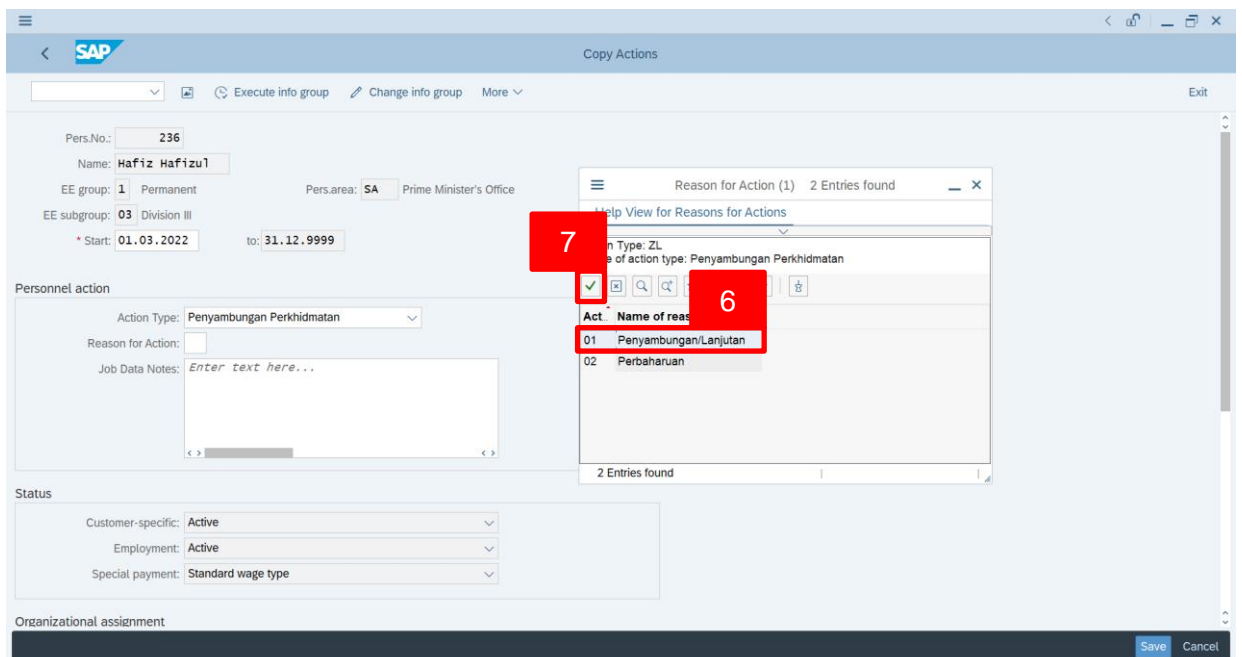 SAP
Copy Actions
Execute info group Change info group More Exit
Pers.No.: 236
Name: Hafiz Hafizul
EE group: 1 Permanent Pers.area: SA Prime Minister's Office
EE subgroup: 03 Division III
* Start: 01.03.2022 to: 31.12.9999
Personnel action
Action Type: Penyambungan Perkhidmatan
Reason for Action:
Job Data Notes: Enter text here...
Reason for Action (1) 2 Entries found
Help View for Reasons for Actions
7
Type: ZL
of action type: Penyambungan Perkhidmatan
6
Act.. Name of
01 Penyambungan/Lanjutan
02 Perbaharuan
2 Entries found
Status
Customer-specific: Active
Employment: Active
Special payment: Standard wage type
Organizational assignment
Save Cancel